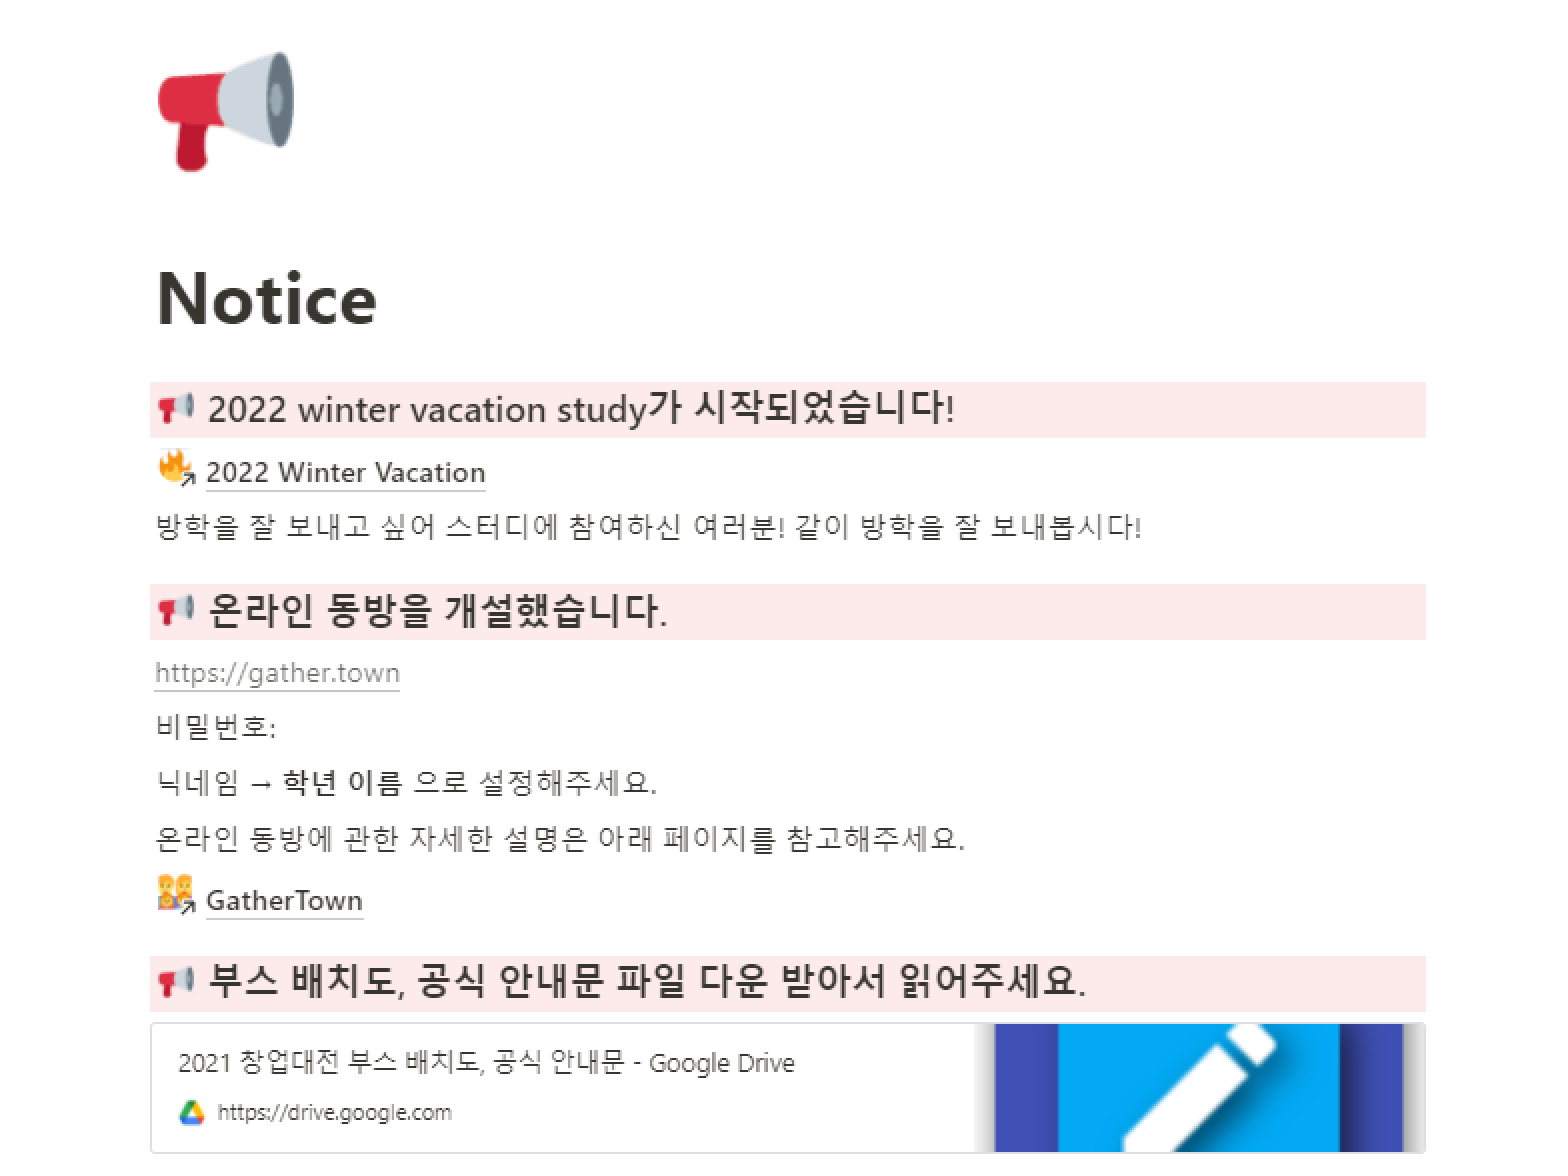 Notice
2022 winter vacation study가 시작되었습니다!
2022 Winter Vacation
방학을 잘 보내고 싶어 스터디에 참여하신 여러분! 같이 방학을 잘 보내봅시다!
온라인 동방을 개설했습니다.
https://gather.town
비밀번호:
닉네임 → 학년 이름 으로 설정해주세요.
온라인 동방에 관한 자세한 설명은 아래 페이지를 참고해주세요.
GatherTown
부스 배치도, 공식 안내문 파일 다운 받아서 읽어주세요.
2021 창업대전 부스 배치도, 공식 안내문 - Google Drive
https://drive.google.com